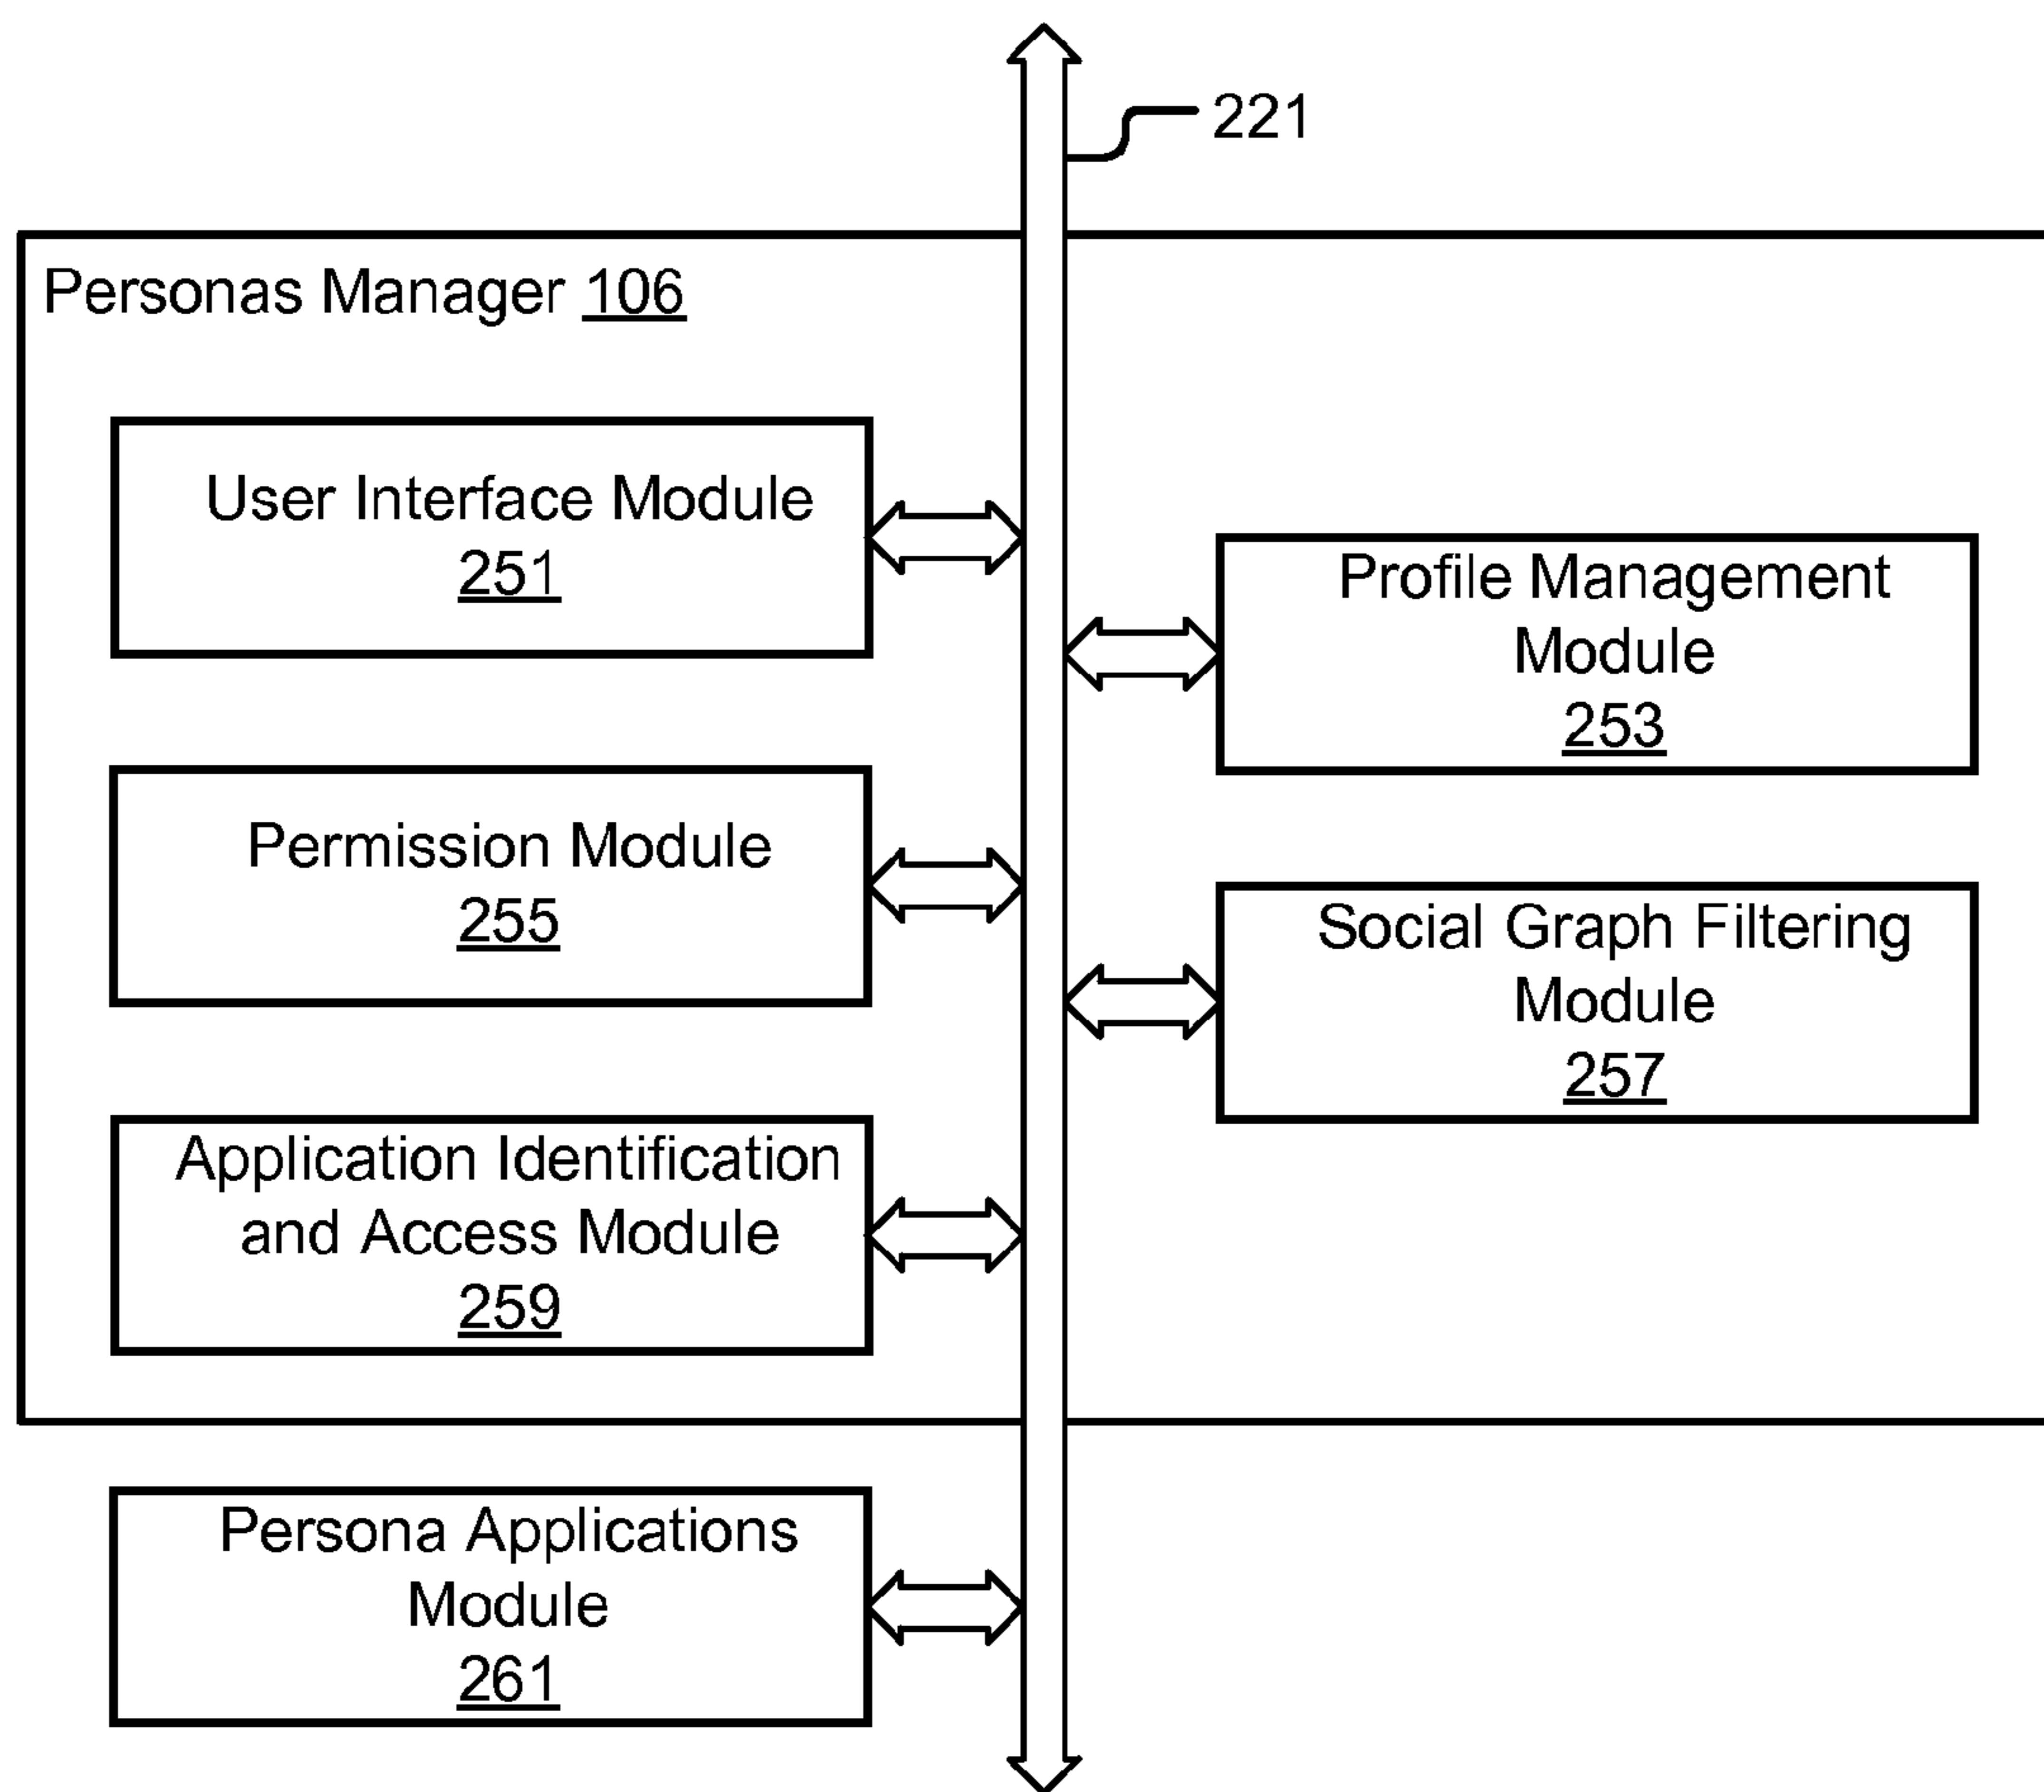 221
Personas Manager 106
User Interface Module
251
Profile Management
Module
253
Permission Module
255
Social Graph Filtering
Module
257
Application Identification
and Access Module
259
Persona Applications
Module
261